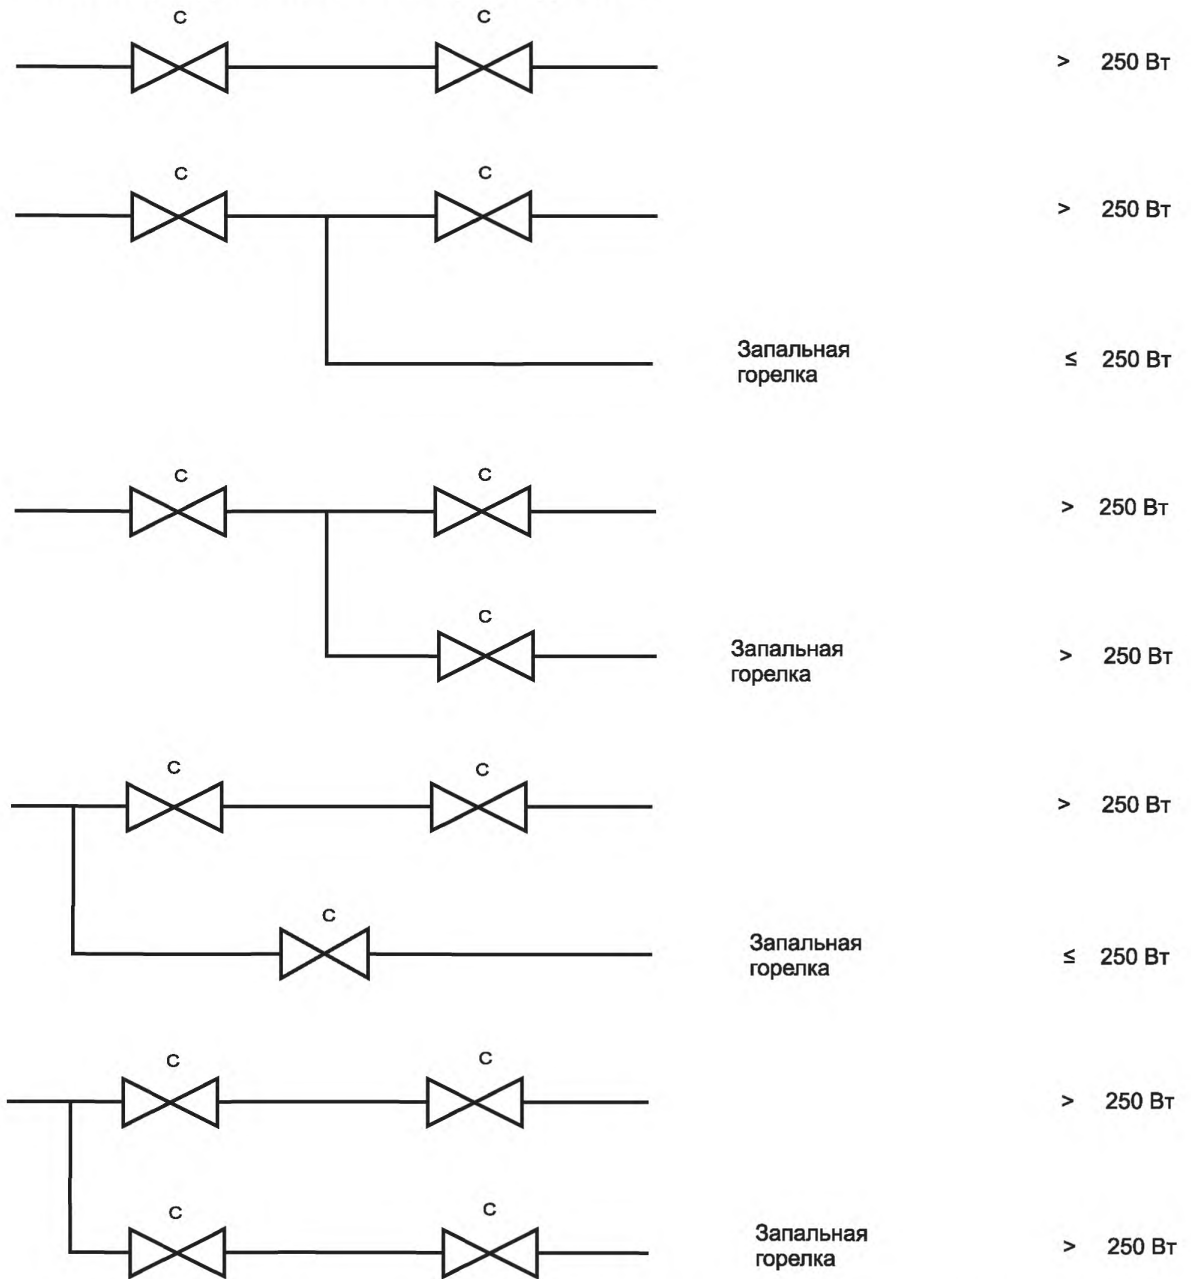 С С
> 250 Вт
С С
> 250 Вт
Запальная
горелка
≤ 250 Вт
С С
> 250 Вт
С
Запальная
горелка
> 250 Вт
С С
> 250 Вт
С
Запальная
горелка
≤ 250 Вт
С С
> 250 Вт
С С
Запальная
горелка
> 250 Вт